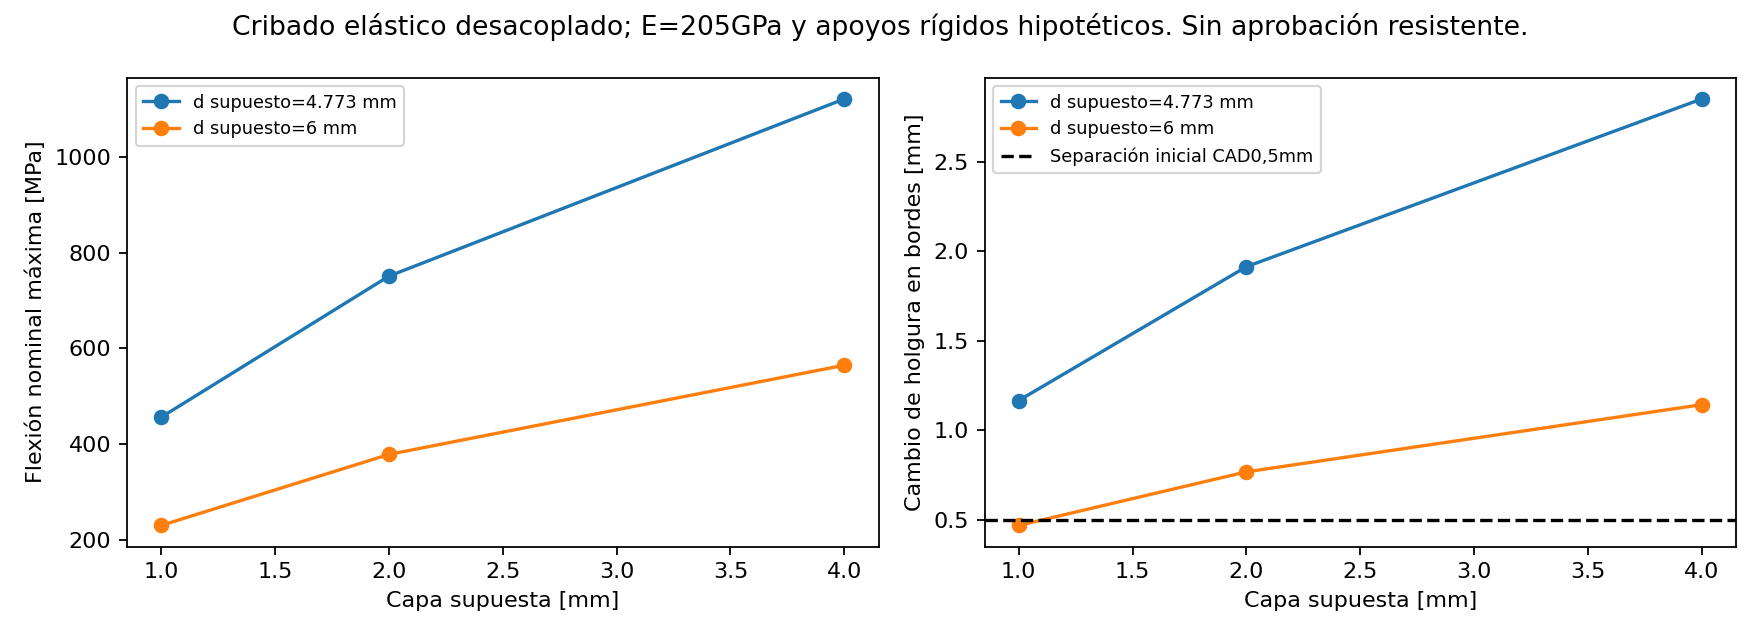 Cribado elástico desacoplado; E=205GPa y apoyos rígidos hipotéticos. Sin aprobación resistente.
Flexión nominal máxima [MPa]
1000
800
600
400
200
d supuesto=4.773 mm
d supuesto=6 mm
1.0 1.5 2.0 2.5 3.0 3.5 4.0
Capa supuesta [mm]
Cambio de holgura en bordes [mm]
2.5
2.0
1.5
1.0
0.5
d supuesto=4.773 mm
d supuesto=6 mm
Separación inicial CAD0,5mm
1.0 1.5 2.0 2.5 3.0 3.5 4.0
Capa supuesta [mm]